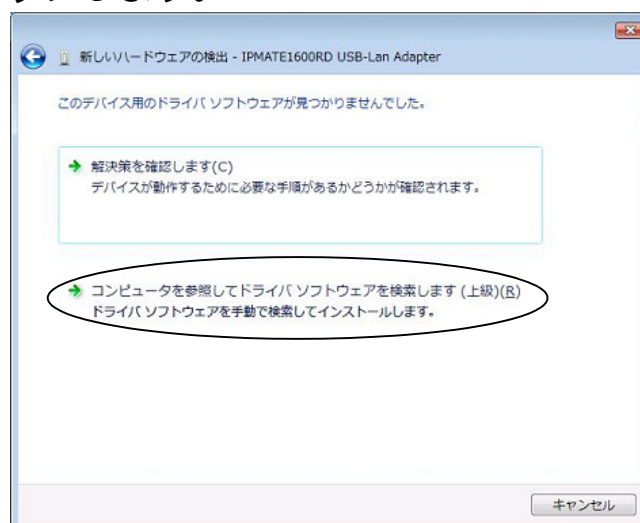 新しいハードウェアの検出 - IPMATE1600RD USB-Lan Adapter
このデバイス用のドライバ ソフトウェアが見つかりませんでした。
解決策を確認します(C)
デバイスが動作するために必要な手順があるかどうかが確認されます。
コンピュータを参照してドライバ ソフトウェアを検索します (上級)(R)
ドライバ ソフトウェアを手動で検索してインストールします。
キャンセル